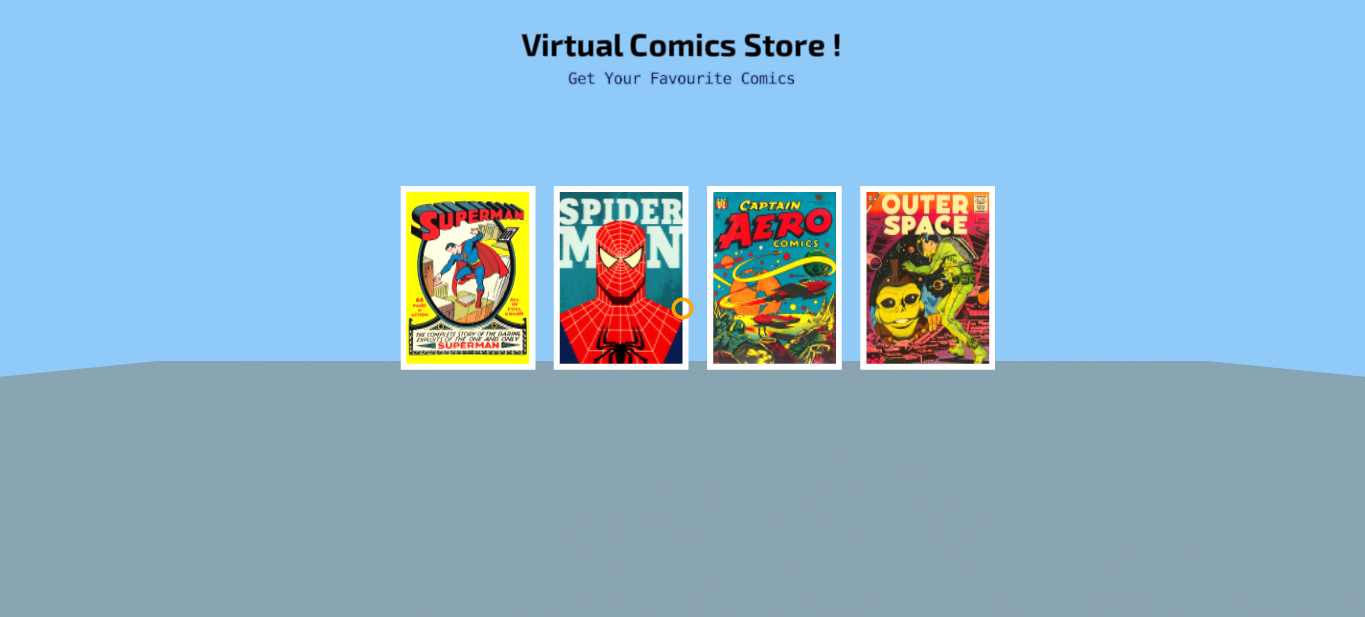 Virtual Comics Store !
Get Your Favourite Comics
SUPERMAN
64
PAGES
OF
ACTION!
ALL
IN
FULL
COLOR
THE COMPLETE STORY OF THE DARING
EXPLOITS OF THE ONE AND ONLY
SUPERMAN
SPIDER
MAN
CAPTAIN
AERO
COMICS
OUTER
SPACE